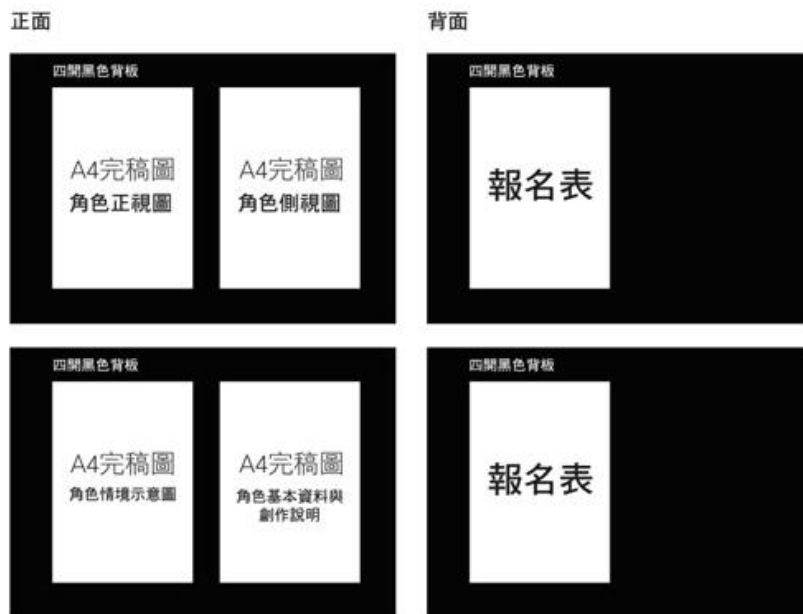 正面
背面
四開黑色背板
A4完稿圖
角色正視圖
A4完稿圖
角色側視圖
四開黑色背板
報名表
四開黑色背板
A4完稿圖
角色情境示意圖
A4完稿圖
角色基本資料與
創作說明
四開黑色背板
報名表